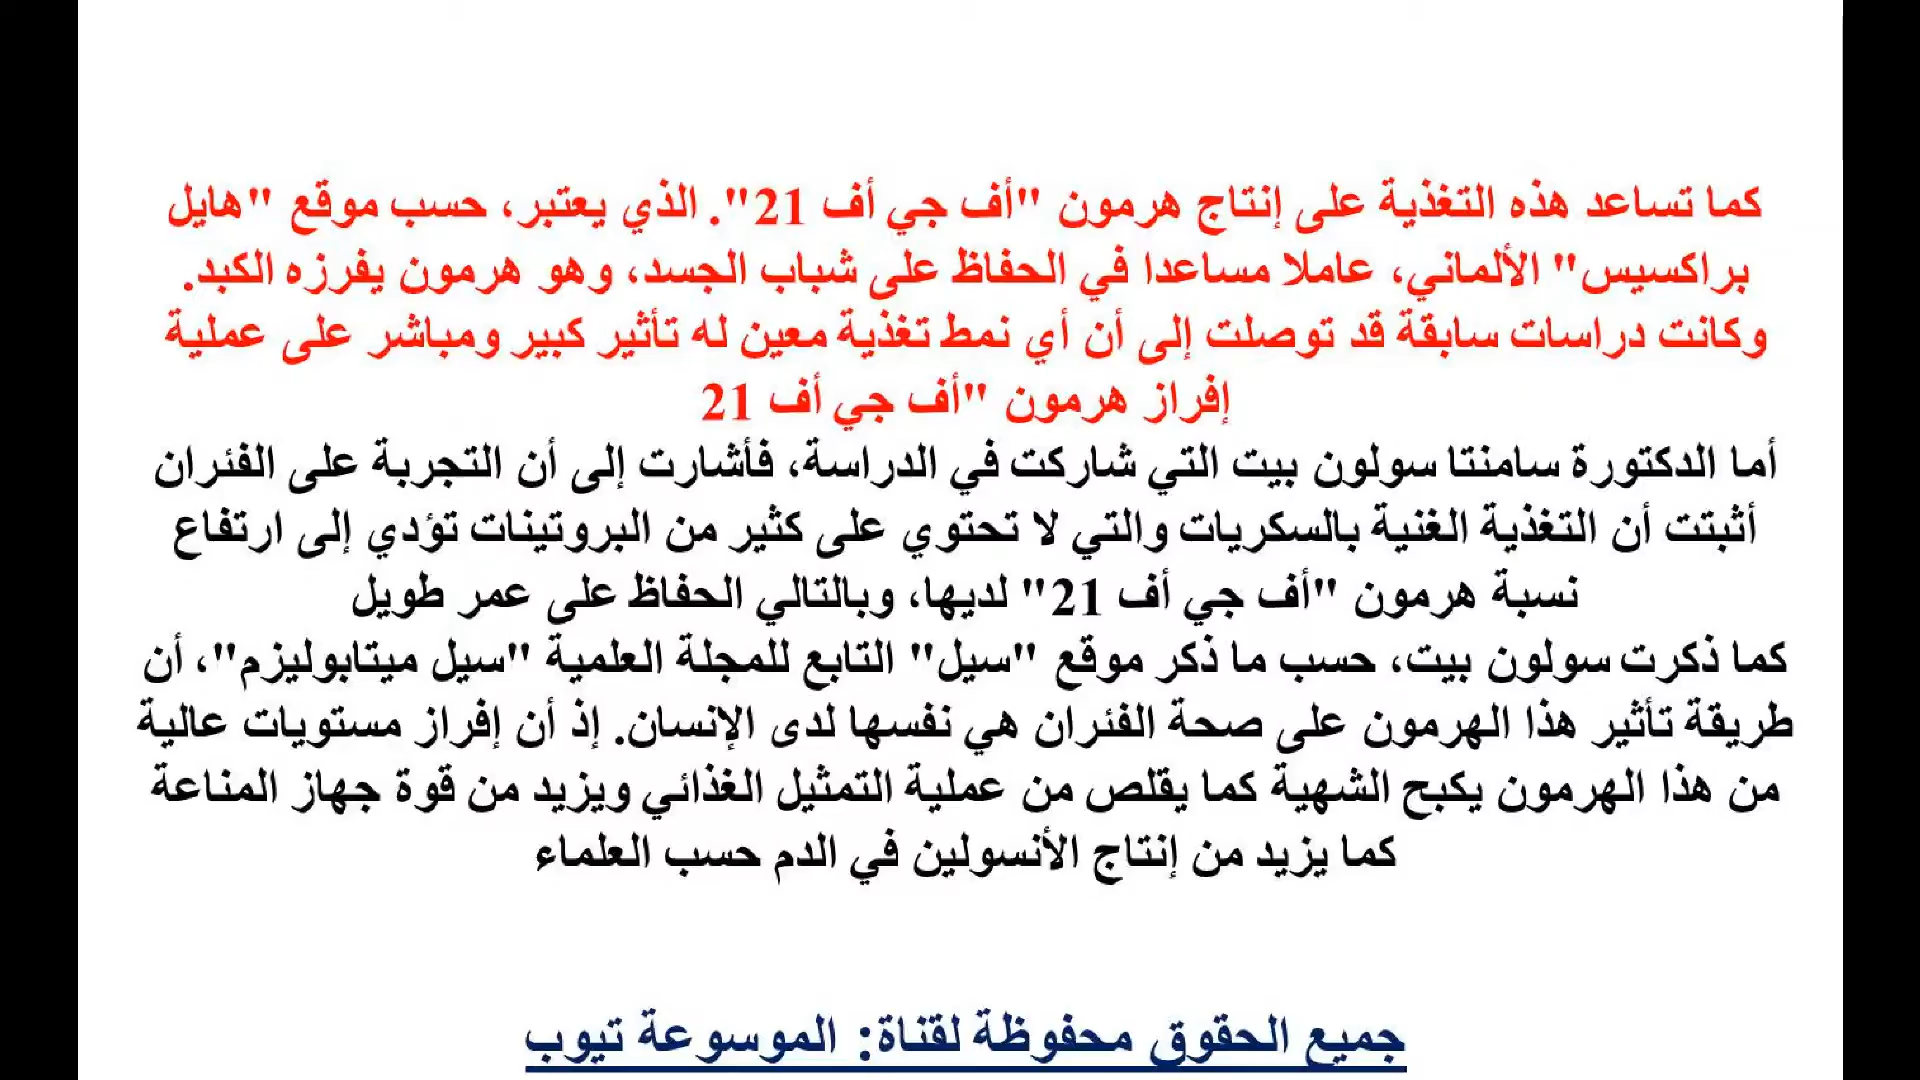 كما تساعد هذه التغذية على إنتاج هرمون "أف جي أف 21". الذي يعتبر، حسب موقع "هايل
براكسيس" الألماني، عاملا مساعدا في الحفاظ على شباب الجسد، وهو هرمون يفرزه الكبد.
وكانت دراسات سابقة قد توصلت إلى أن أي نمط تغذية معين له تأثير كبير ومباشر على عملية
إفراز هرمون "أف جي أف 21
أما الدكتورة سامنتا سولون بيت التي شاركت في الدراسة، فأشارت إلى أن التجربة على الفئران
أثبتت أن التغذية الغنية بالسكريات والتي لا تحتوي على كثير من البروتينات تؤدي إلى ارتفاع
نسبة هرمون "أف جي أف 21" لديها، وبالتالي الحفاظ على عمر طويل
كما ذكرت سولون بيت، حسب ما ذكر موقع "سيل" التابع للمجلة العلمية "سيل ميتابوليزم"، أن
طريقة تأثير هذا الهرمون على صحة الفئران هي نفسها لدى الإنسان. إذ أن إفراز مستويات عالية
من هذا الهرمون يكبح الشهية كما يقلص من عملية التمثيل الغذائي ويزيد من قوة جهاز المناعة
كما يزيد من إنتاج الأنسولين في الدم حسب العلماء
جميع الحقوق محفوظة لقناة: الموسوعة تيوب